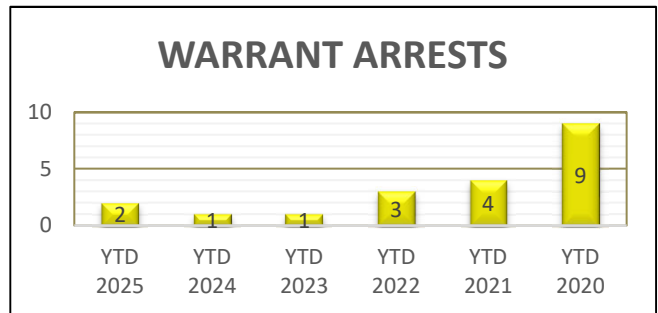 WARRANT ARRESTS
10
5
0
2
1
1
3
4
9
YTD 2025
YTD 2024
YTD 2023
YTD 2022
YTD 2021
YTD 2020